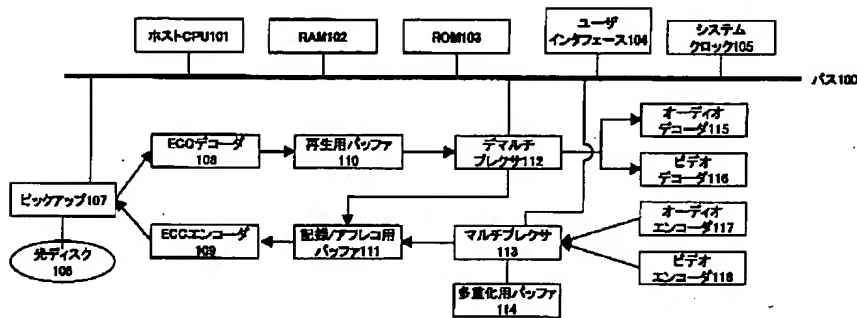 ホストCPU101
RAM102
ROM103
ユーザ
インタフェース104
システム
クロック105
バス100
ECCデコーダ
108
再生用バッファ
110
デマルチ
プレクサ112
オーディオ
デコーダ115
ビデオ
デコーダ116
ピックアップ107
光ディスク
106
ECCエンコーダ
109
記録/アフレコ用
バッファ111
マルチプレクサ
113
多重化用バッファ
114
オーディオ
エンコーダ117
ビデオ
エンコーダ118